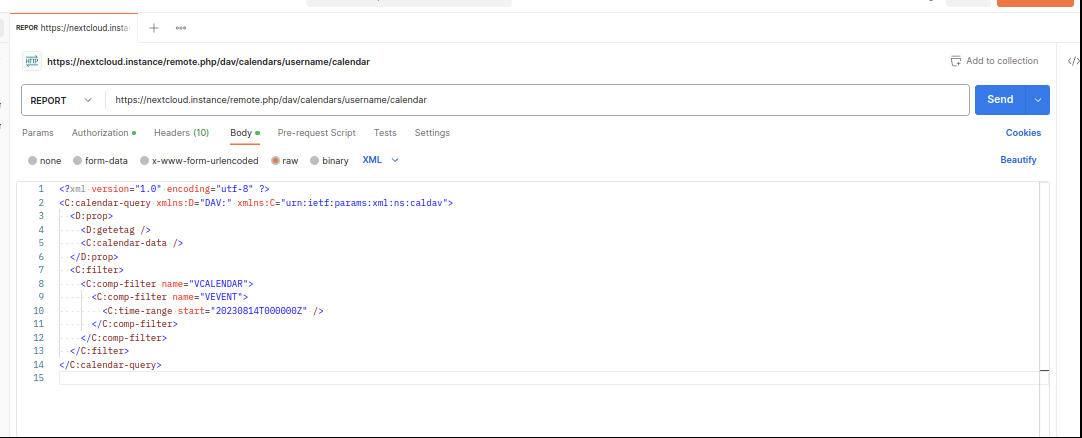 REPOR https://nextcloud.insta
https://nextcloud.instance/remote.php/dav/calendars/username/calendar
Add to collection
REPORT https://nextcloud.instance/remote.php/dav/calendars/username/calendar Send
Params Authorization Headers (10) Body Pre-request Script Tests Settings Cookies
none form-data x-www-form-urlencoded raw binary XML Beautify
1 <?xml version="1.0" encoding="utf-8" ?>
2 <C:calendar-query xmlns:D="DAV:" xmlns:C="urn:ietf:params:xml:ns:caldav">
3 <D:prop>
4 <D:getetag />
5 <C:calendar-data />
6 </D:prop>
7 <C:filter>
8 <C:comp-filter name="VCALENDAR">
9 <C:comp-filter name="VEVENT">
10 <C:time-range start="20230814T000000Z" />
11 </C:comp-filter>
12 </C:comp-filter>
13 </C:filter>
14 </C:calendar-query>
15